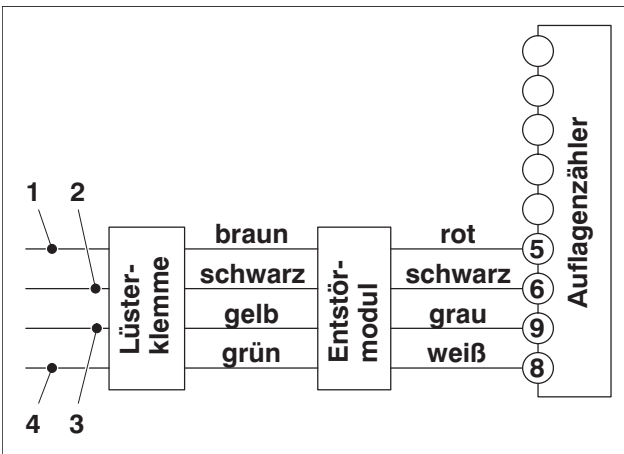 1 2
braun rot 5
schwarz schwarz 6
gelb grau 9
grün weiß 8
4 3
Lüster-
klemme
Entstör-
modul
Auflagenzähler